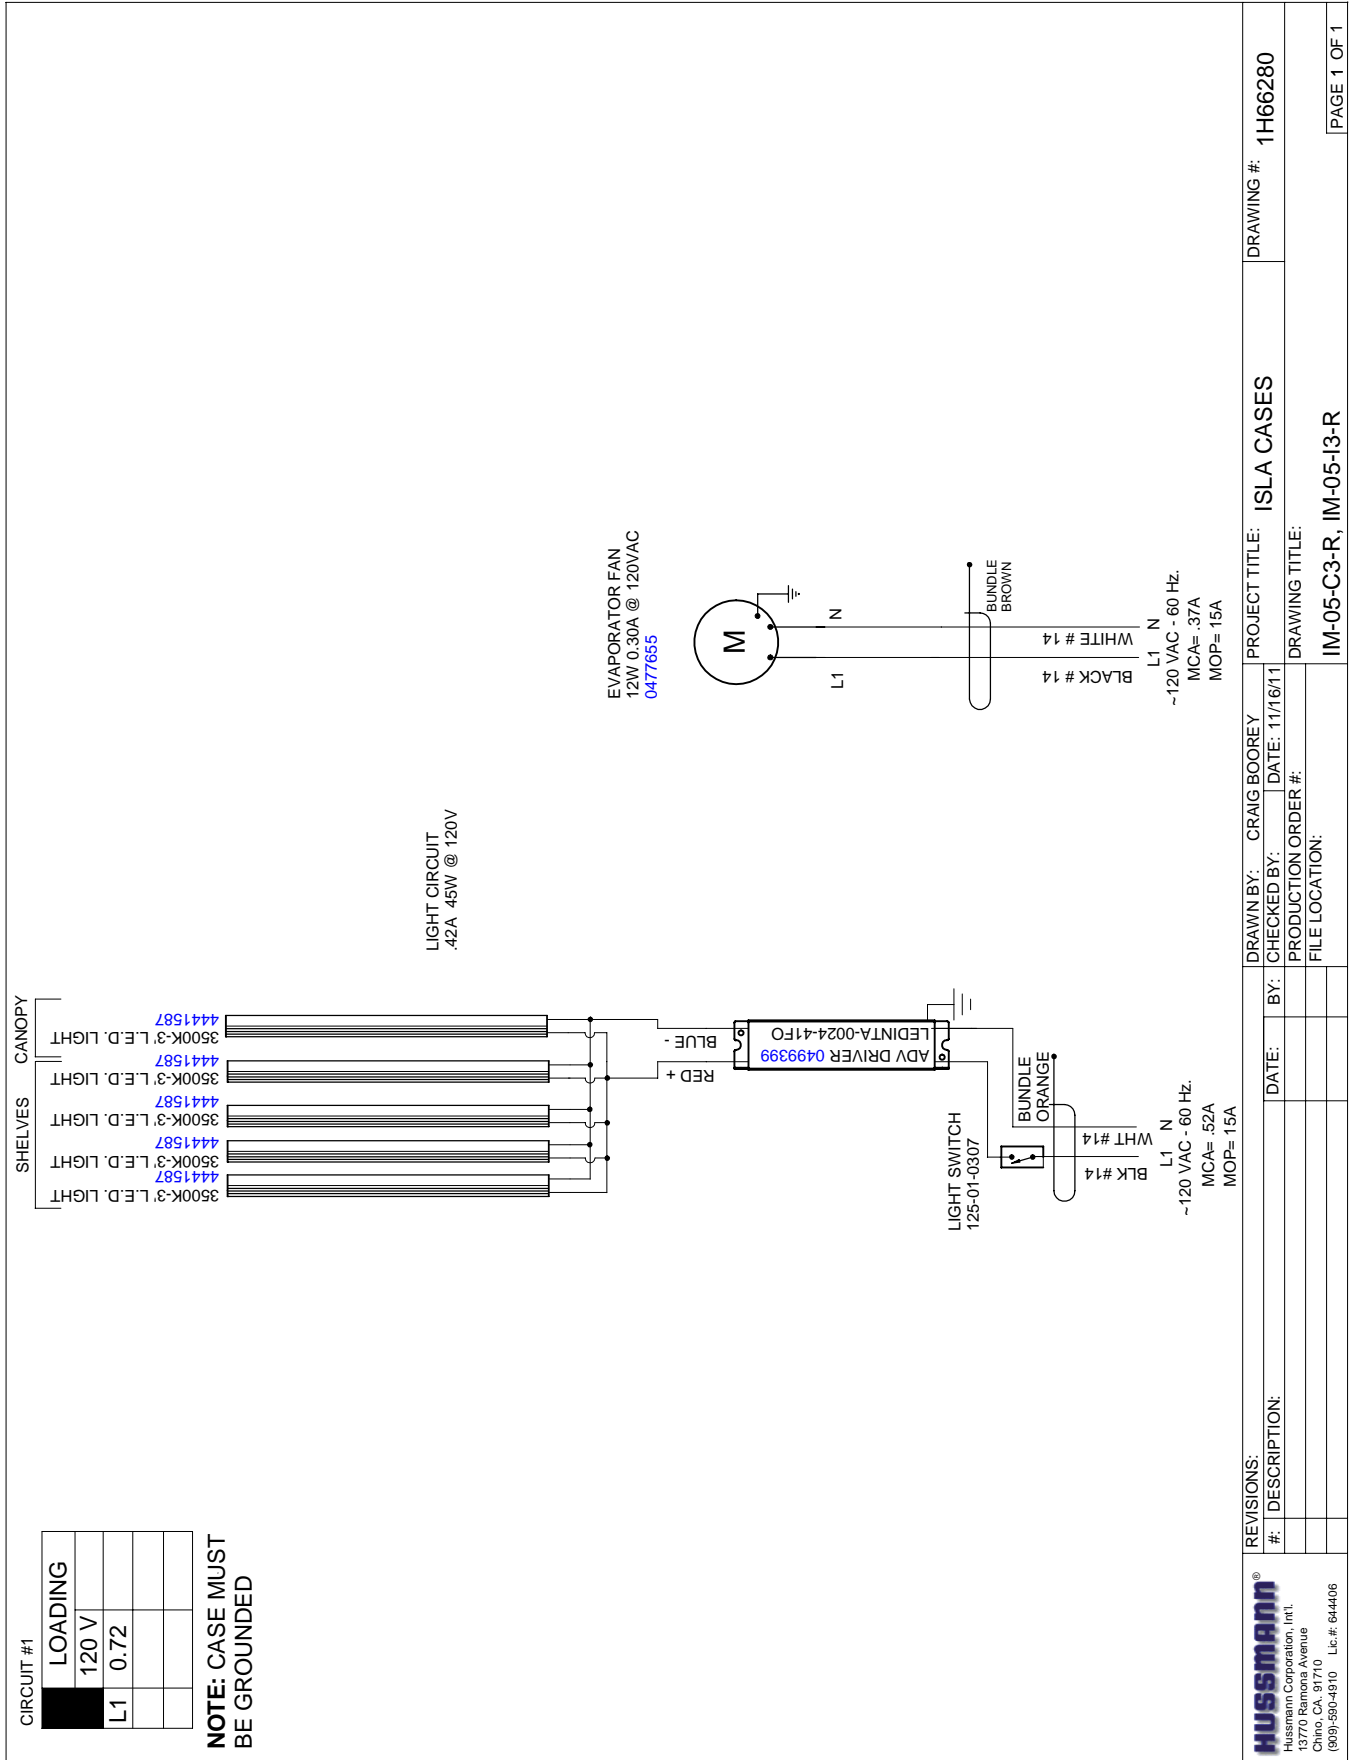 CIRCUIT #1
LOADING
120 V
L1 0.72
NOTE: CASE MUST
BE GROUNDED
SHELVES
CANOPY
3500K-3' L.E.D. LIGHT
4441587
3500K-3' L.E.D. LIGHT
4441587
3500K-3' L.E.D. LIGHT
4441587
3500K-3' L.E.D. LIGHT
4441587
3500K-3' L.E.D. LIGHT
4441587
LIGHT CIRCUIT
.42A 45W @ 120V
RED +
BLUE -
ADV DRIVER 0499399
LEDINTA-0024-41FO
LIGHT SWITCH
125-01-0307
BUNDLE
ORANGE
BLK #14
WHT #14
L1 N
~120 VAC - 60 Hz.
MCA= .52A
MOP= 15A
EVAPORATOR FAN
12W 0.30A @ 120VAC
0477655
M
L1
N
BUNDLE
BROWN
BLACK # 14
WHITE # 14
L1 N
~120 VAC - 60 Hz.
MCA= .37A
MOP= 15A
HUSSMANN®
Hussmann Corporation, Int'l.
13770 Ramona Avenue
Chino, CA. 91710
(909)-590-4910 Lic.#: 644406
REVISIONS:
#: DESCRIPTION: DATE: BY:
DRAWN BY: CRAIG BOOREY
CHECKED BY: DATE: 11/16/11
PRODUCTION ORDER #:
FILE LOCATION:
PROJECT TITLE: ISLA CASES
DRAWING TITLE:
IM-05-C3-R, IM-05-I3-R
DRAWING #: 1H66280
PAGE 1 OF 1